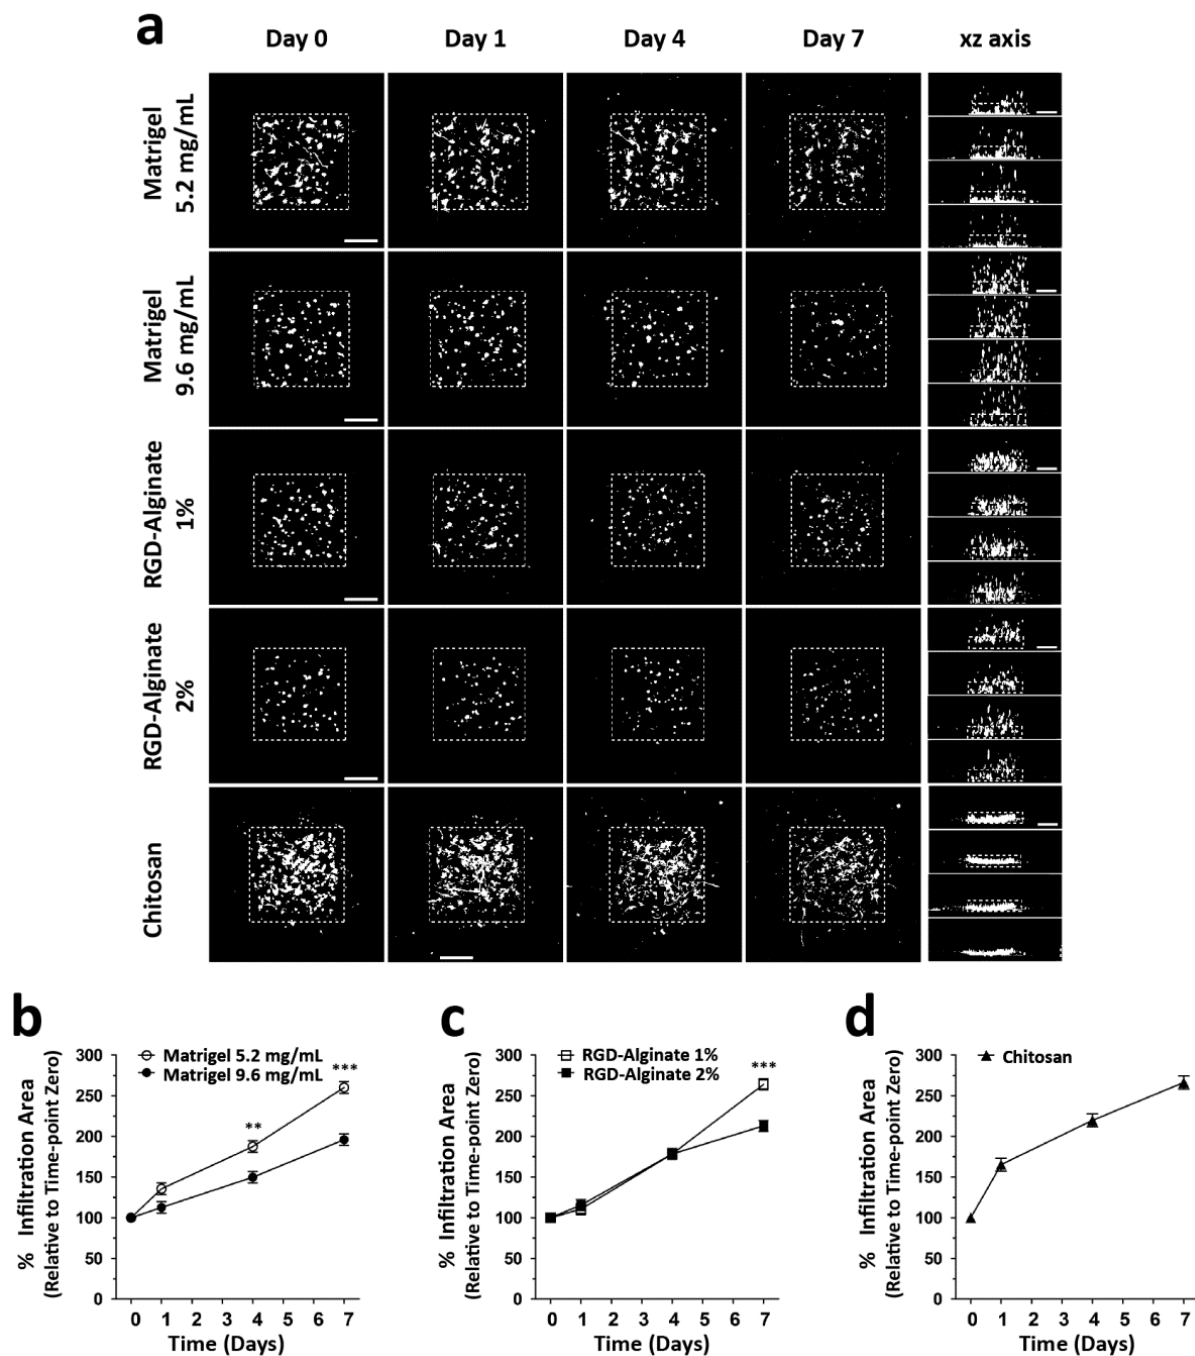 a
Day 0 Day 1 Day 4 Day 7 xz axis
Matrigel
5.2 mg/mL
Matrigel
9.6 mg/mL
RGD-Alginate
1%
RGD-Alginate
2%
Chitosan
b
% Infiltration Area
(Relative to Time-point Zero)
300
250
200
150
100
50
0
Matrigel 5.2 mg/mL
Matrigel 9.6 mg/mL
**
***
0 1 2 3 4 5 6 7
Time (Days)
c
% Infiltration Area
(Relative to Time-point Zero)
300
250
200
150
100
50
0
RGD-Alginate 1%
RGD-Alginate 2%
***
0 1 2 3 4 5 6 7
Time (Days)
d
% Infiltration Area
(Relative to Time-point Zero)
300
250
200
150
100
50
0
Chitosan
0 1 2 3 4 5 6 7
Time (Days)